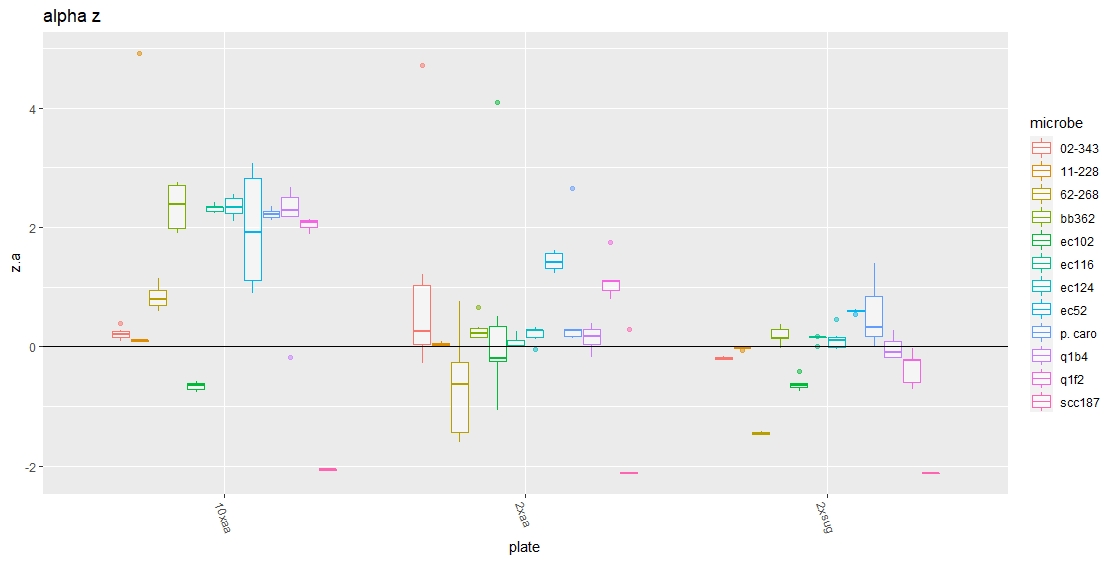 alpha z
z.a
4
2
0
-2
10xaa
2xaa
2xsug
plate
microbe
02-343
11-228
62-268
bb362
ec102
ec116
ec124
ec52
p. caro
q1b4
q1f2
scc187